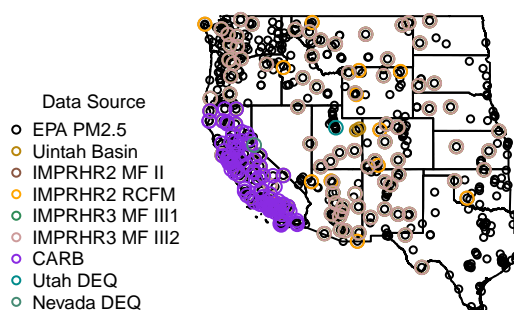 Data Source
EPA PM2.5
Uintah Basin
IMPRHR2 MF II
IMPRHR2 RCFM
IMPRHR3 MF III1
IMPRHR3 MF III2
CARB
Utah DEQ
Nevada DEQ